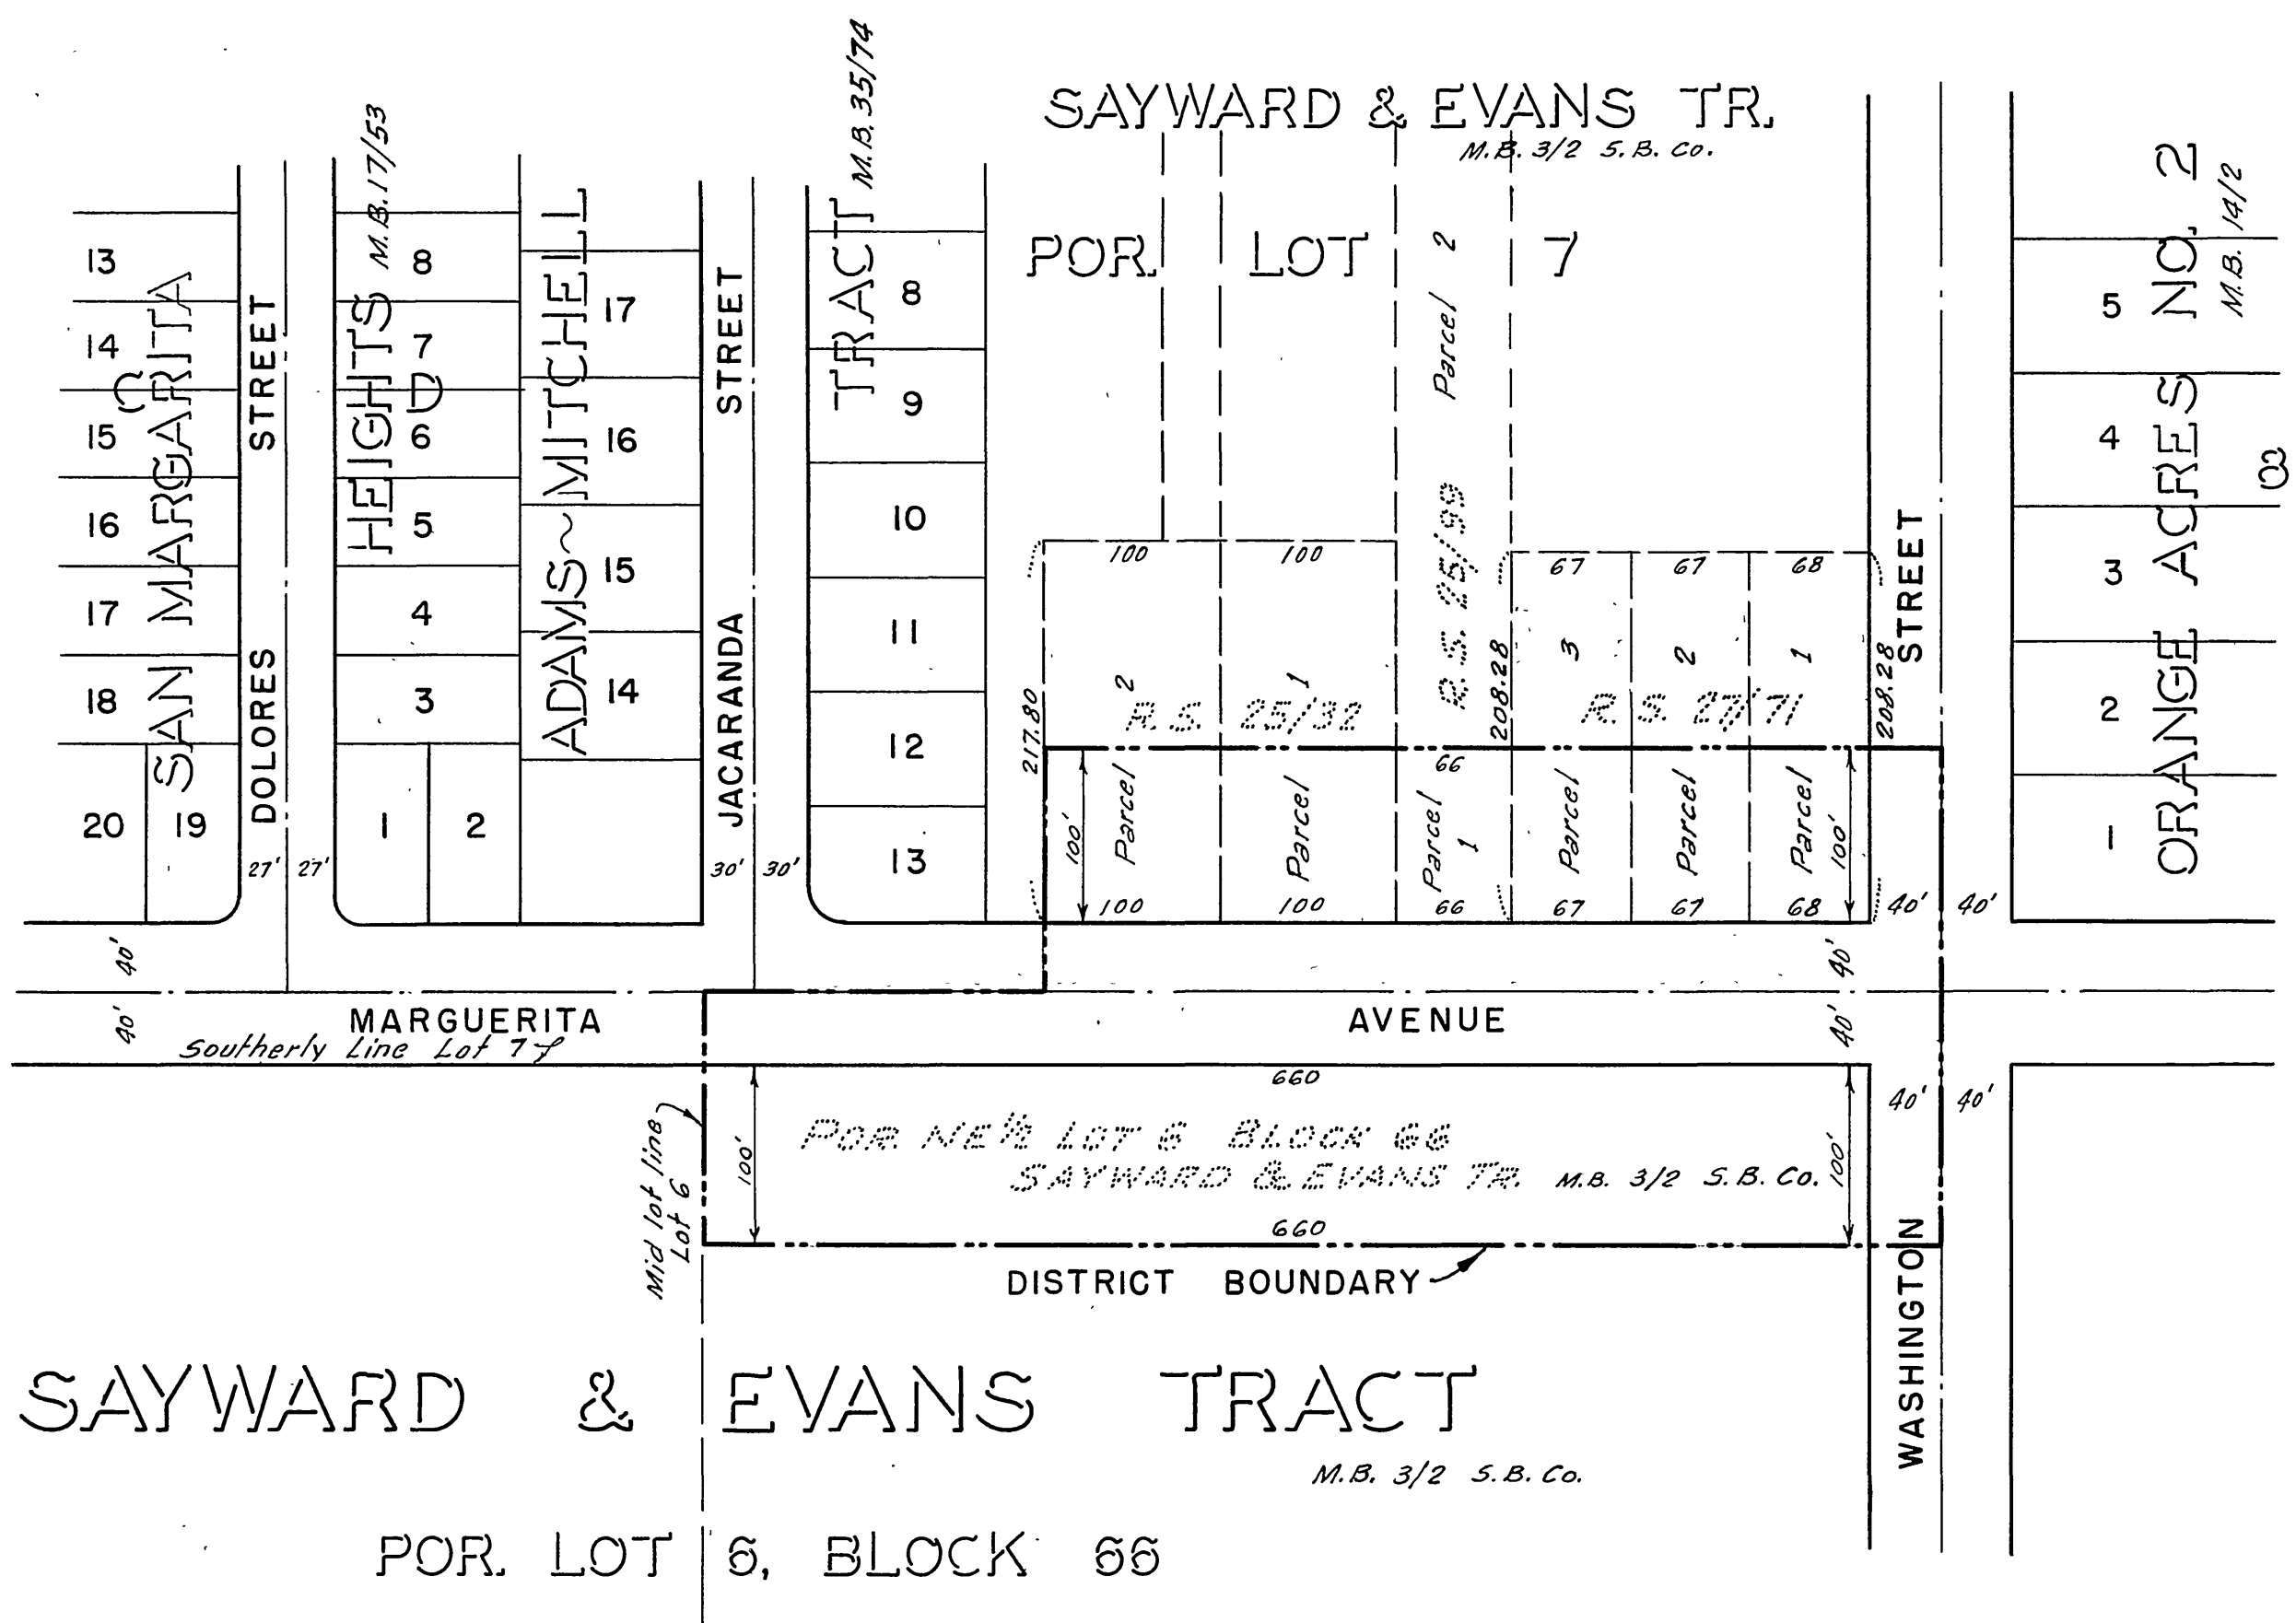 SAYWARD & EVANS TR.
M.B. 3/2 S.B. Co.
POR. LOT 7
SAN MARGARITA
HEIGHTS M.B. 17/53
C
D
ADAMS~MITCHELL
TRACT M.B. 35/74
ORANGE ACRES NO. 2
M.B. 14/2
DOLORES STREET
JACARANDA STREET
STREET
13
14
15
16
17
18
20 19
8
7
6
5
4
3
1 2
17
16
15
14
8
9
10
11
12
13
5
4
3
2
1
R.S. 25/99 Parcel 2
100 100
67 67 68
217.80
208.28
208.28
2 1
3 2 1
R.S. 25/32
R.S. 27/71
66
100' Parcel
Parcel
Parcel 1
Parcel
Parcel
Parcel 100'
100 100 66 67 67 68
27' 27'
30' 30'
40' 40'
40'
40'
40'
40'
MARGUERITA AVENUE
Southerly Line Lot 7
660
40' 40'
Mid lot line
Lot 6
100'
POR NE½ LOT 6 BLOCK 66
SAYWARD & EVANS TR. M.B. 3/2 S.B. Co.
100'
660
DISTRICT BOUNDARY
WASHINGTON
SAYWARD & EVANS TRACT
M.B. 3/2 S.B. Co.
POR. LOT 6, BLOCK 66